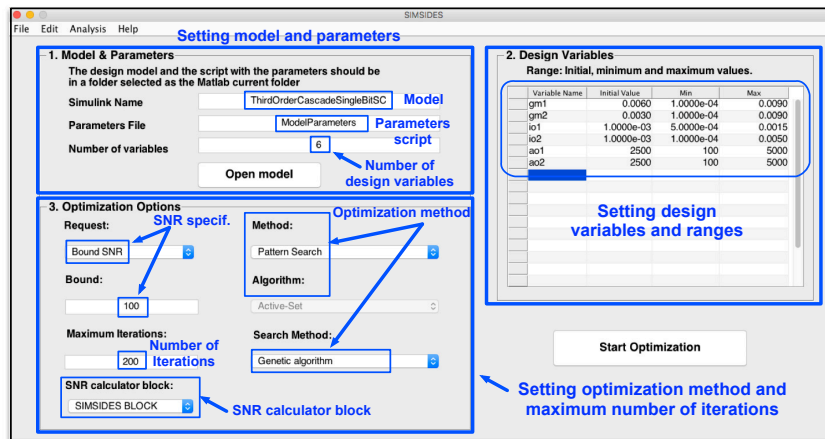 SIMSIDES
File Edit Analysis Help
Setting model and parameters
1. Model & Parameters
The design model and the script with the parameters should be
in a folder selected as the Matlab current folder
Simulink Name ThirdOrderCascadeSingleBitSC Model
Parameters File ModelParameters Parameters
script
Number of variables 6
Open model
Number of
design variables
2. Design Variables
Range: Initial, minimum and maximum values.
Variable Name Initial Value Min Max
gm1 0.0060 1.0000e-04 0.0090
gm2 0.0030 1.0000e-04 0.0090
io1 1.0000e-03 5.0000e-04 0.0015
io2 1.0000e-03 1.0000e-04 0.0050
ao1 2500 100 5000
ao2 2500 100 5000
Setting design
variables and ranges
3. Optimization Options
SNR specif.
Optimization method
Request: Method:
Bound SNR Pattern Search
Bound: Algorithm:
100 Active-Set
Maximum Iterations: Search Method:
200 Number of
Iterations
Genetic algorithm
SNR calculator block:
SIMSIDES BLOCK SNR calculator block
Start Optimization
Setting optimization method and
maximum number of iterations